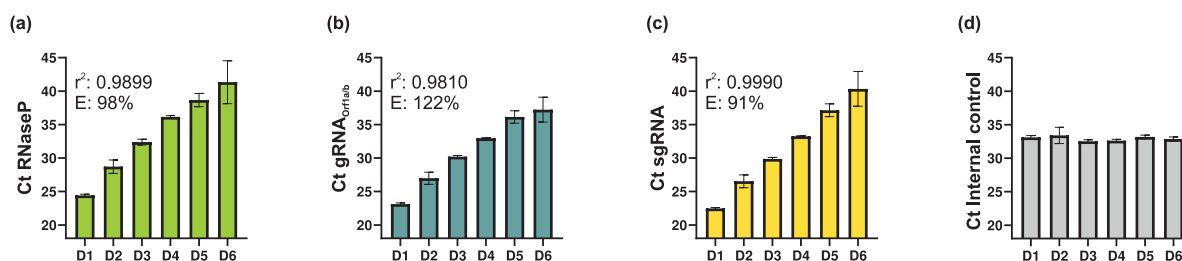 (a)
Ct RNaseP
45
40
35
30
25
20
r²: 0.9899
E: 98%
D1 D2 D3 D4 D5 D6
(b)
Ct gRNA Orf1a/b
45
40
35
30
25
20
r²: 0.9810
E: 122%
D1 D2 D3 D4 D5 D6
(c)
Ct sgRNA
45
40
35
30
25
20
r²: 0.9990
E: 91%
D1 D2 D3 D4 D5 D6
(d)
Ct Internal control
45
40
35
30
25
20
D1 D2 D3 D4 D5 D6